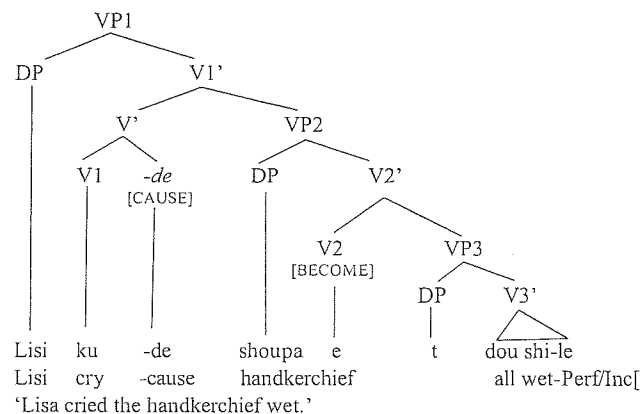 VP1
DP V1’
V’ VP2
V1 -de DP V2’
[CAUSE]
V2 VP3
[BECOME]
DP V3’
Lisi ku -de shoupa e t dou shi-le
Lisi cry -cause handkerchief all wet-Perf/Inc[
‘Lisa cried the handkerchief wet.’